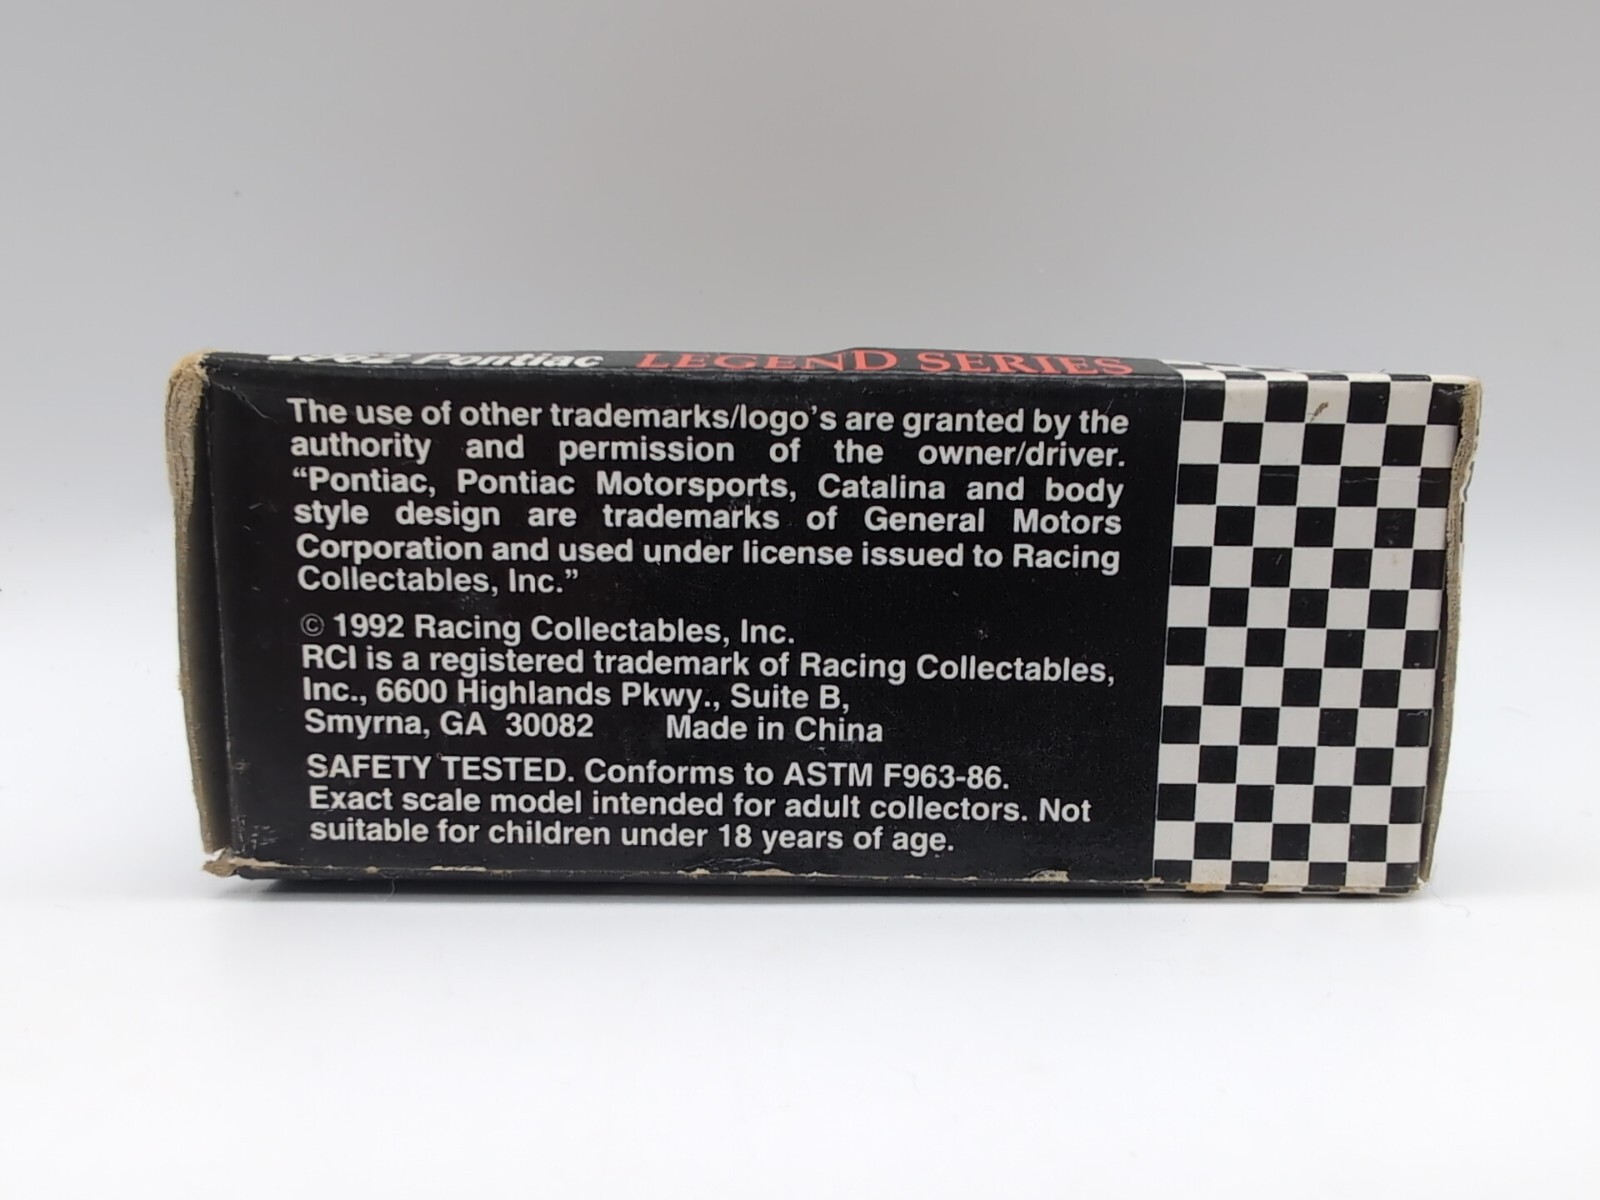 1962 Pontiac LEGEND SERIES
The use of other trademarks/logo's are granted by the
authority and permission of the owner/driver.
"Pontiac, Pontiac Motorsports, Catalina and body
style design are trademarks of General Motors
Corporation and used under license issued to Racing
Collectables, Inc."
© 1992 Racing Collectables, Inc.
RCI is a registered trademark of Racing Collectables,
Inc., 6600 Highlands Pkwy., Suite B,
Smyrna, GA 30082 Made in China
SAFETY TESTED. Conforms to ASTM F963-86.
Exact scale model intended for adult collectors. Not
suitable for children under 18 years of age.